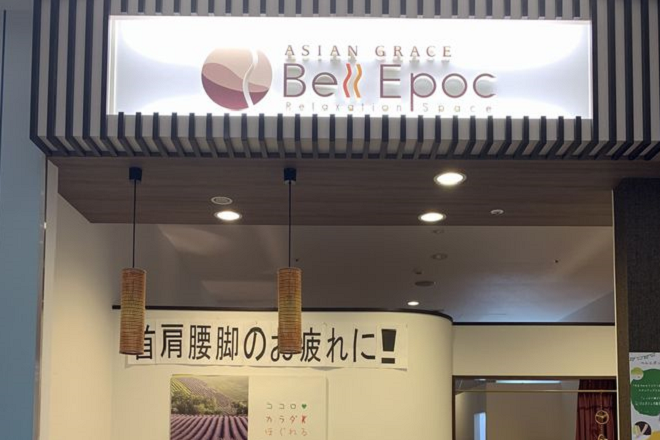 ASIAN GRACE
Bell Epoc
Relaxation Space
首肩腰脚のお疲れに!
ココロ♥
カラダ
ほじれる